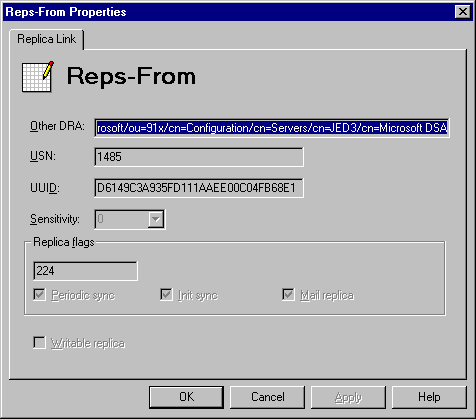 Reps-From Properties
Replica Link
Reps-From
Other DRA: rosoft/ou=91x/cn=Configuration/cn=Servers/cn=JED3/cn=Microsoft DSA
USN: 1485
UUID: D6149C3A935FD111AAEE00C04FB68E1
Sensitivity: 0
Replica flags
224
Periodic sync Init sync Mail replica
Writable replica
OK Cancel Apply Help